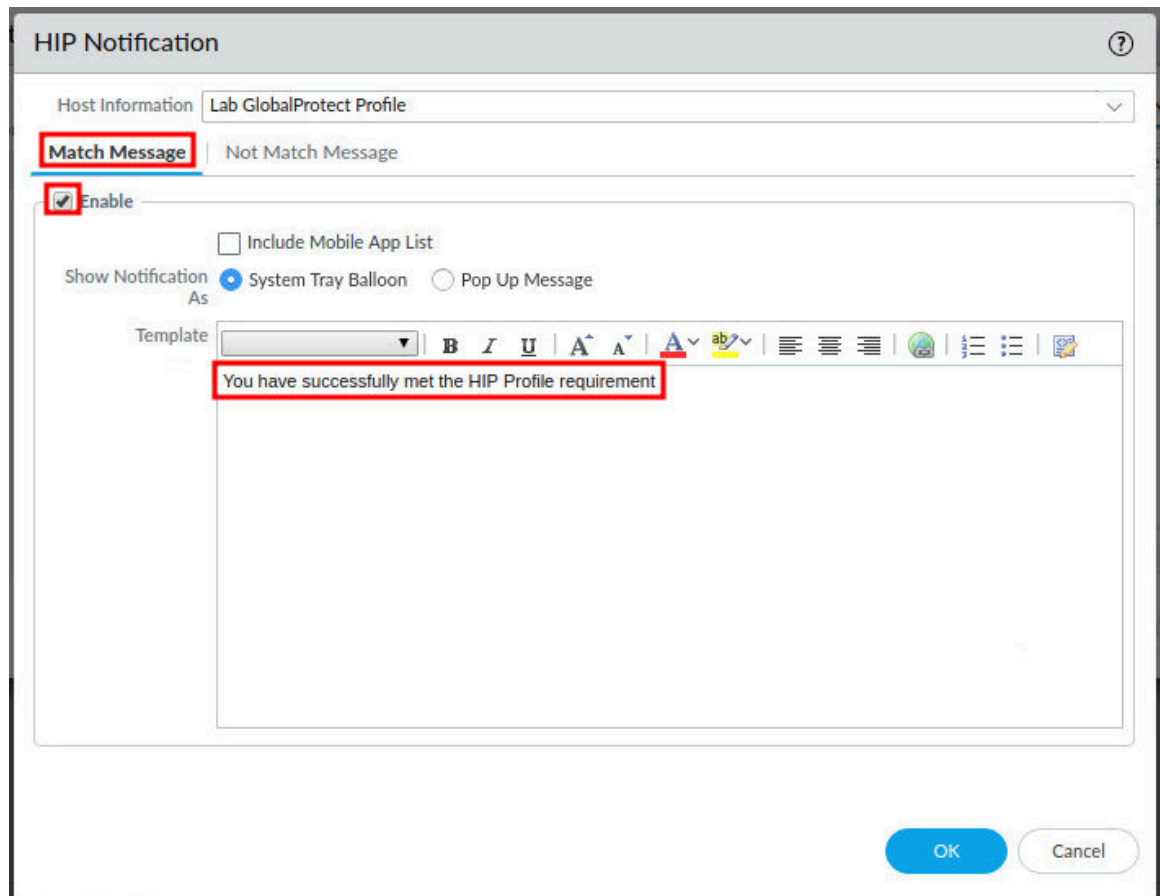 HIP Notification
Host Information Lab GlobalProtect Profile
Match Message Not Match Message
Enable
Include Mobile App List
Show Notification As System Tray Balloon Pop Up Message
Template
B I U A A A ab
You have successfully met the HIP Profile requirement
OK Cancel